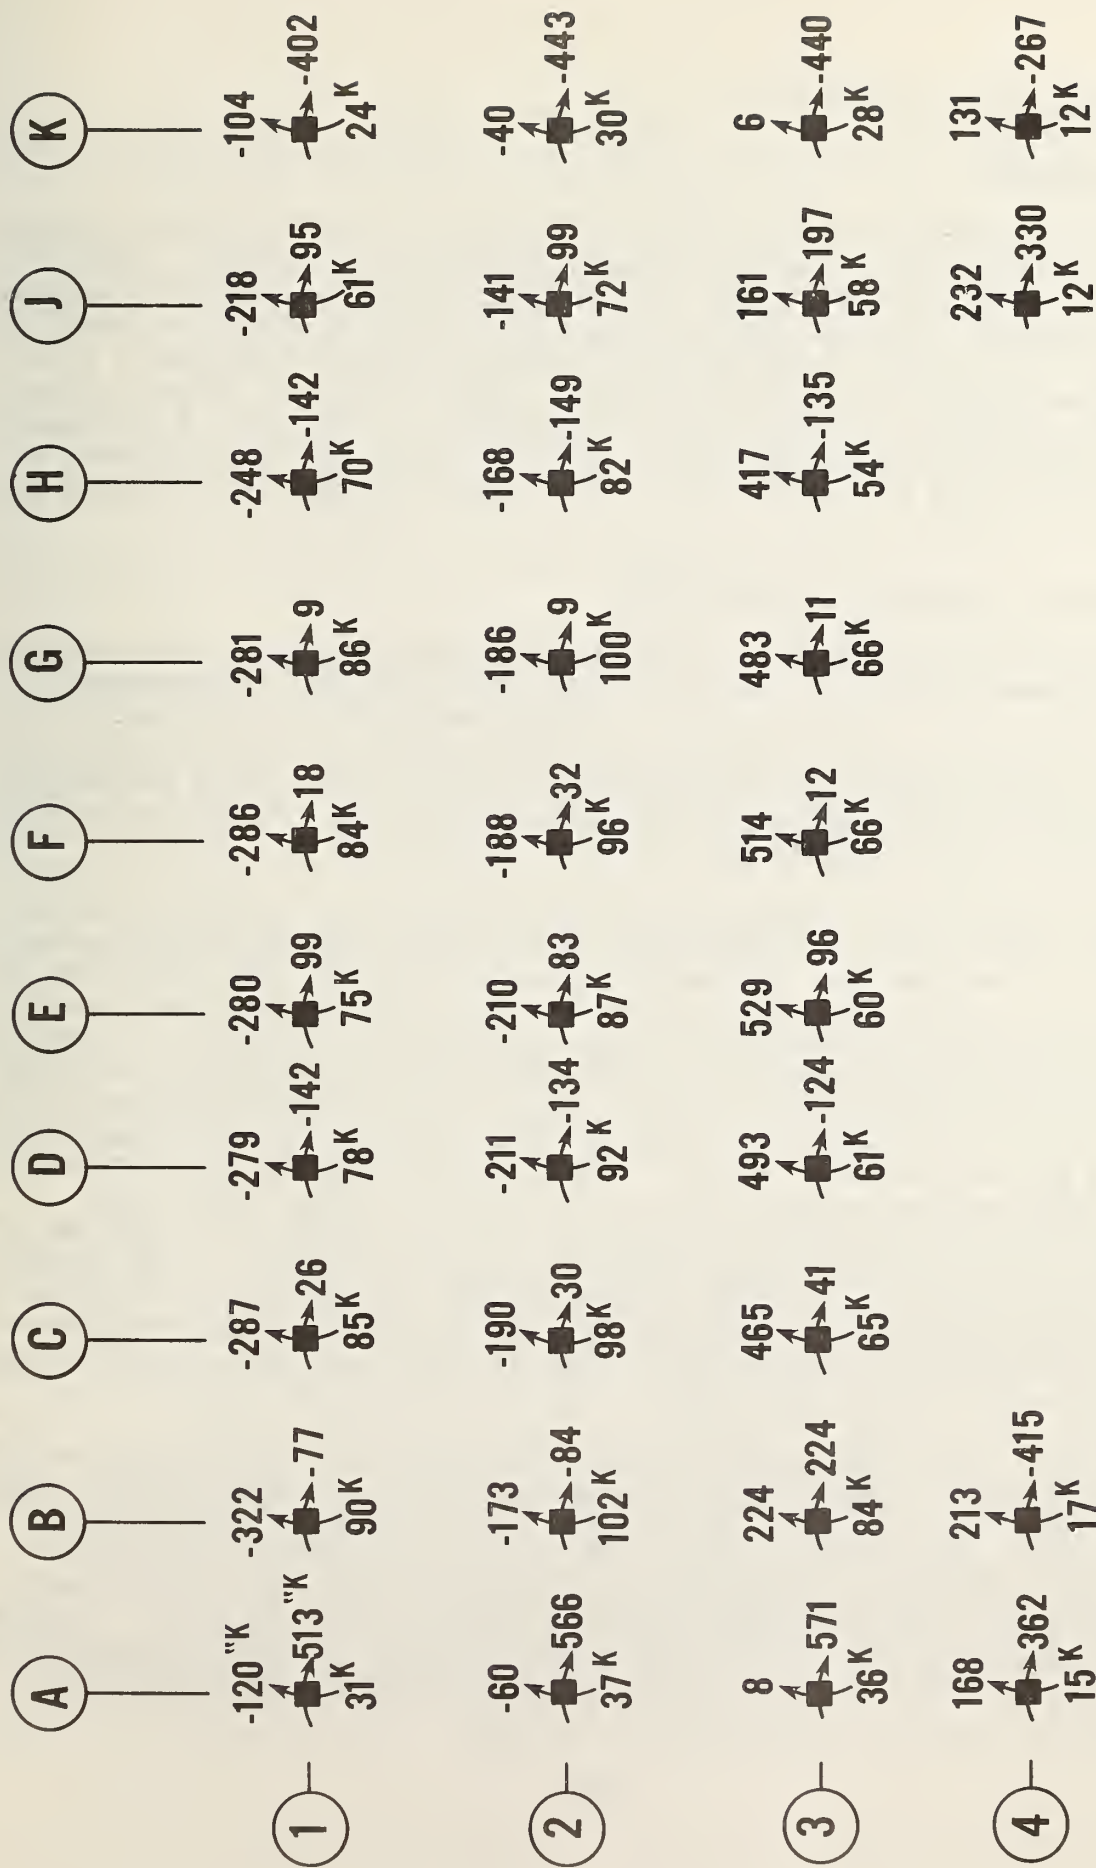 A B C D E F G H J K
-120"K -322 -287 -279 -280 -286 -281 -248 -218 -104
1 513"K -77 26 -142 99 18 9 -142 95 -402
31K 90K 85K 78K 75K 84K 86K 70K 61K 24K
-60 -173 -190 -211 -210 -188 -186 -168 -141 -40
2 566 -84 30 -134 83 32 9 -149 99 -443
37K 102K 98K 92K 87K 96K 100K 82K 72K 30K
8 224 465 493 529 514 483 417 161 6
3 571 224 41 -124 96 12 11 -135 197 -440
36K 84K 65K 61K 60K 66K 66K 54K 58K 28K
168 213 232 131
4 362 -415 330 -267
15K 17K 12K 12K